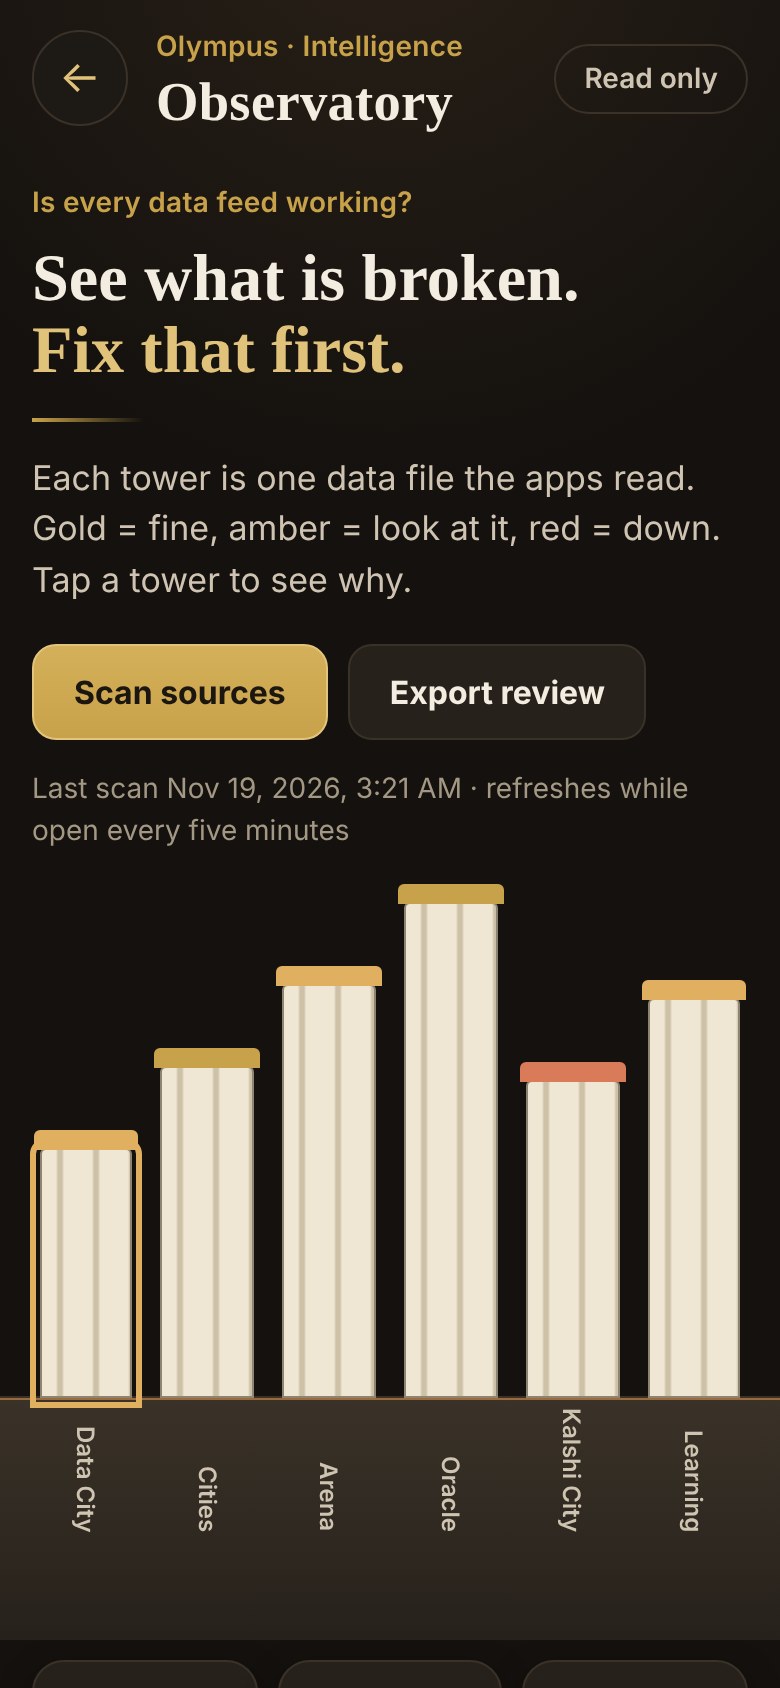 Olympus · Intelligence
Observatory
Read only
Is every data feed working?
See what is broken.
Fix that first.
Each tower is one data file the apps read.
Gold = fine, amber = look at it, red = down.
Tap a tower to see why.
Scan sources
Export review
Last scan Nov 19, 2026, 3:21 AM · refreshes while
open every five minutes
Data City
Cities
Arena
Oracle
Kalshi City
Learning